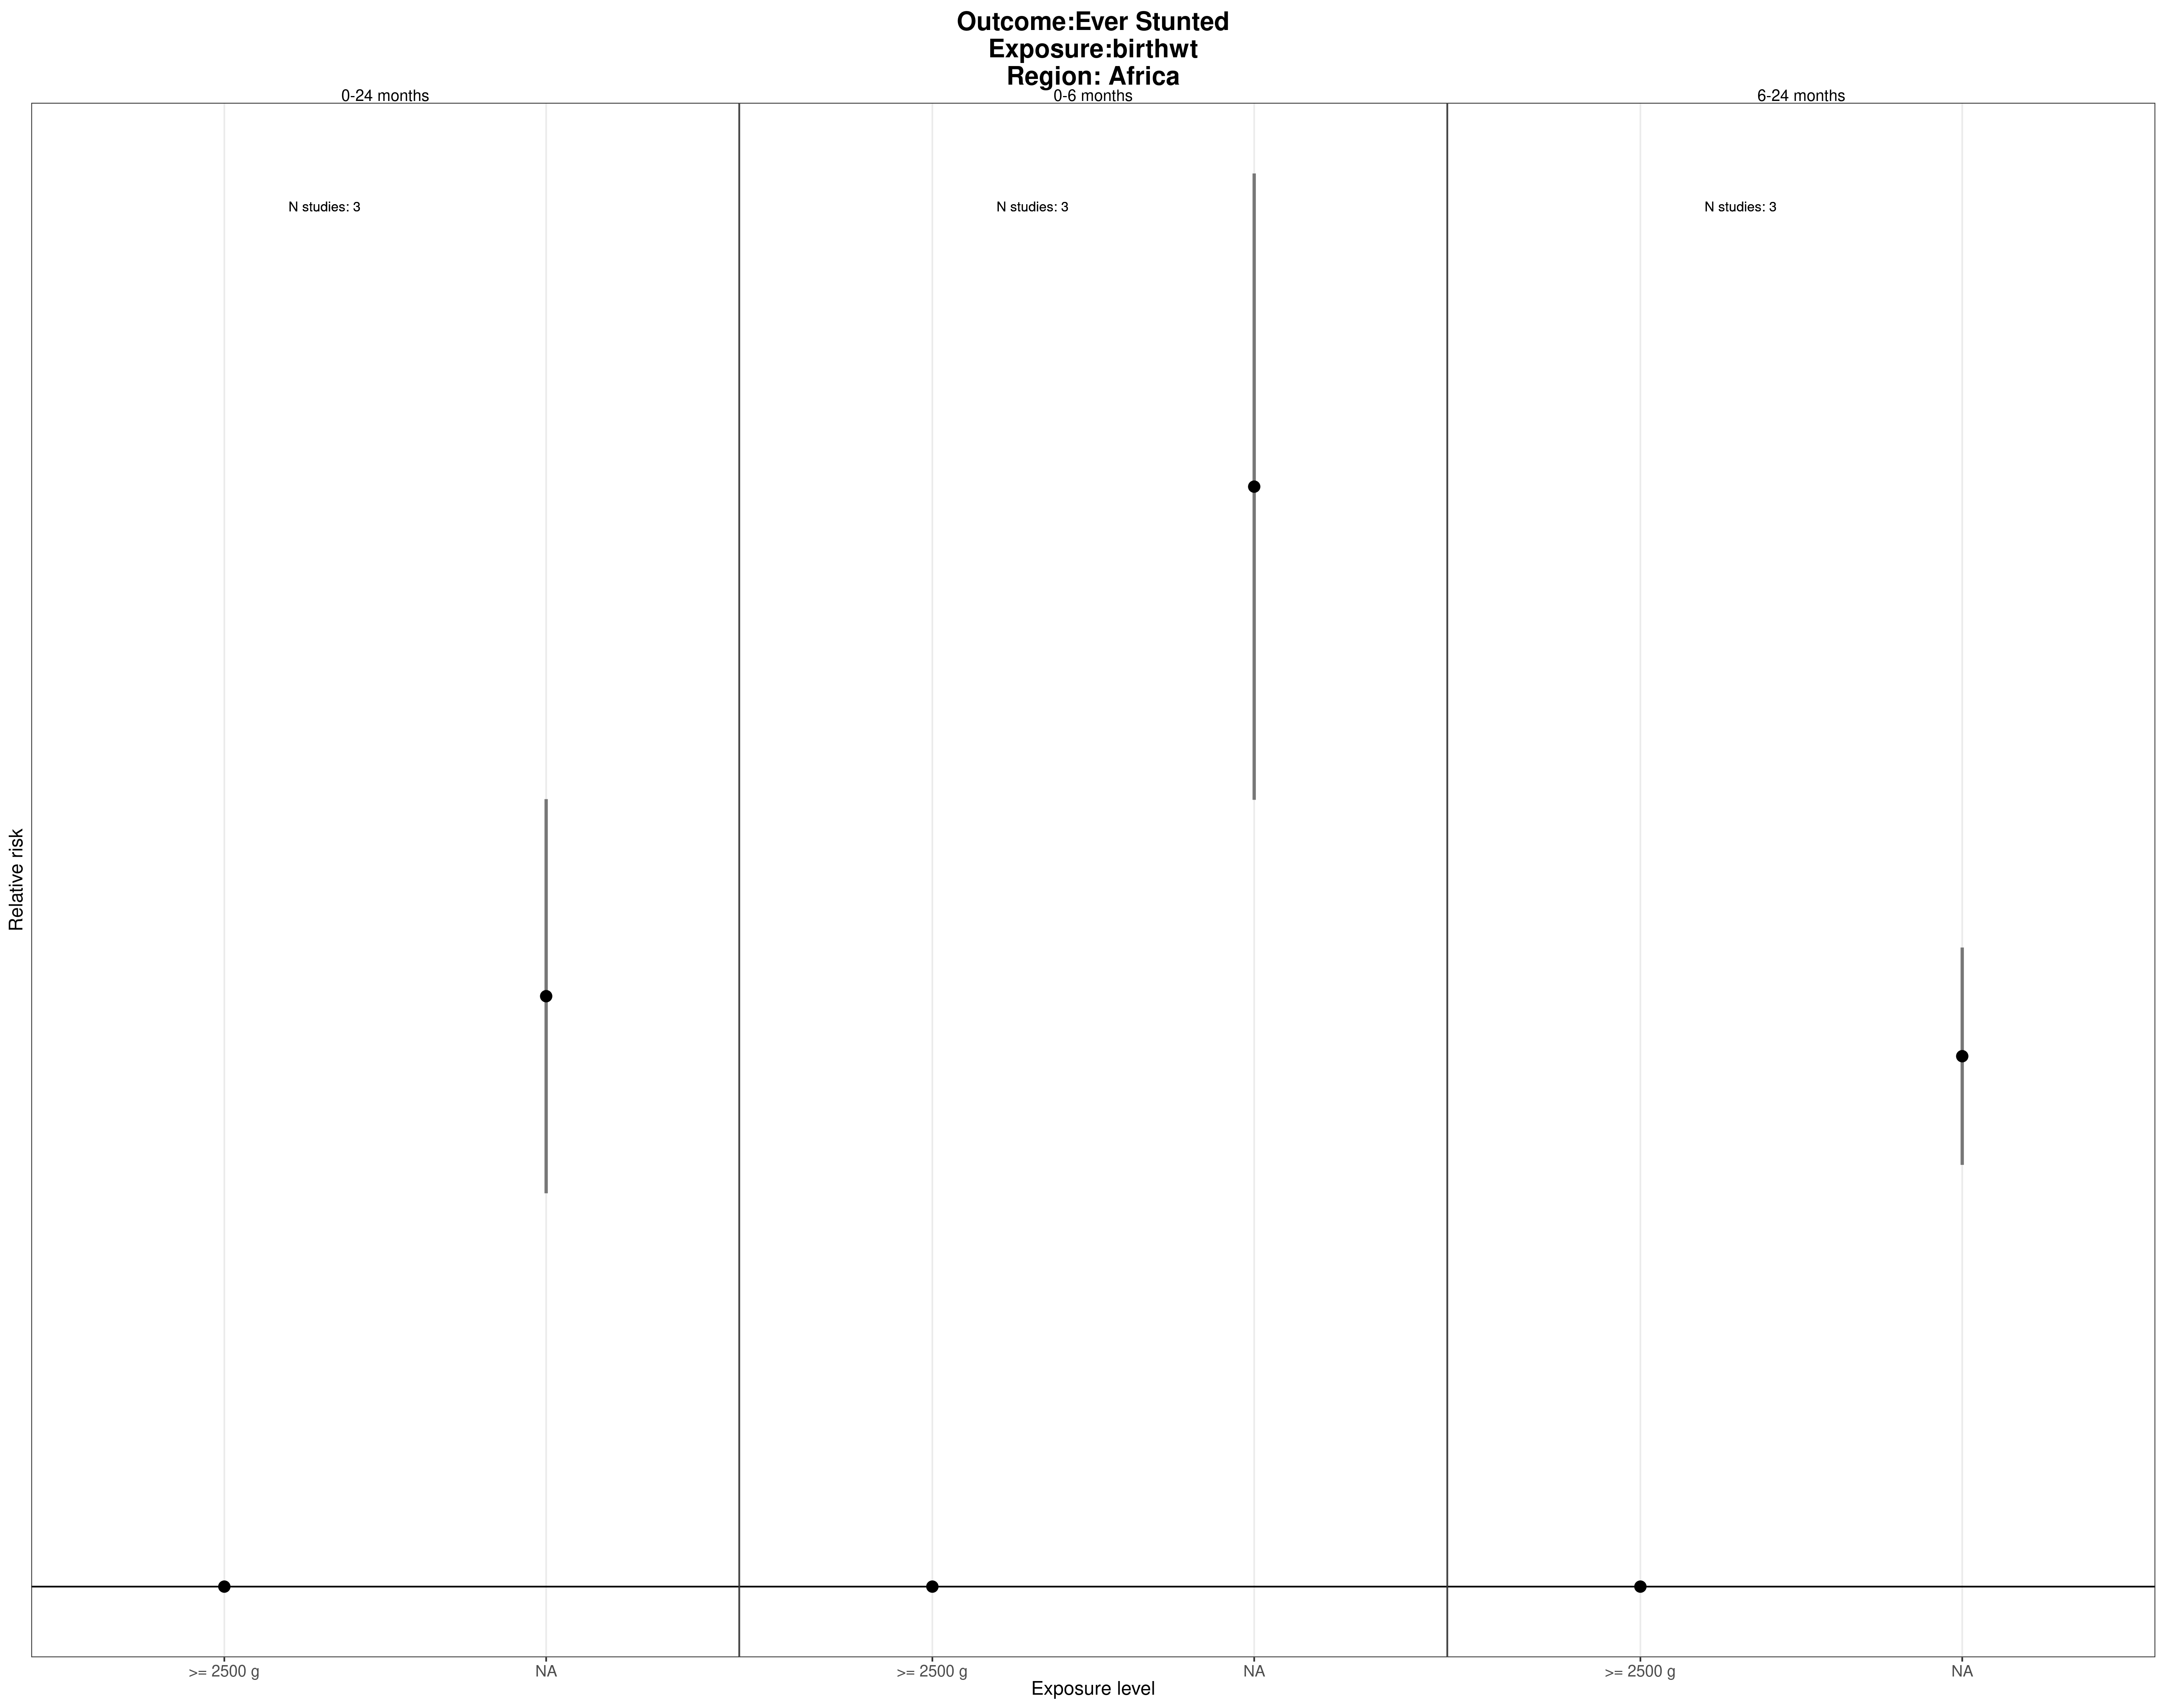 Outcome:Ever Stunted
Exposure:birthwt
Region: Africa
0-24 months
0-6 months
6-24 months
N studies: 3
N studies: 3
N studies: 3
Relative risk
>= 2500 g
NA
>= 2500 g
NA
>= 2500 g
NA
Exposure level